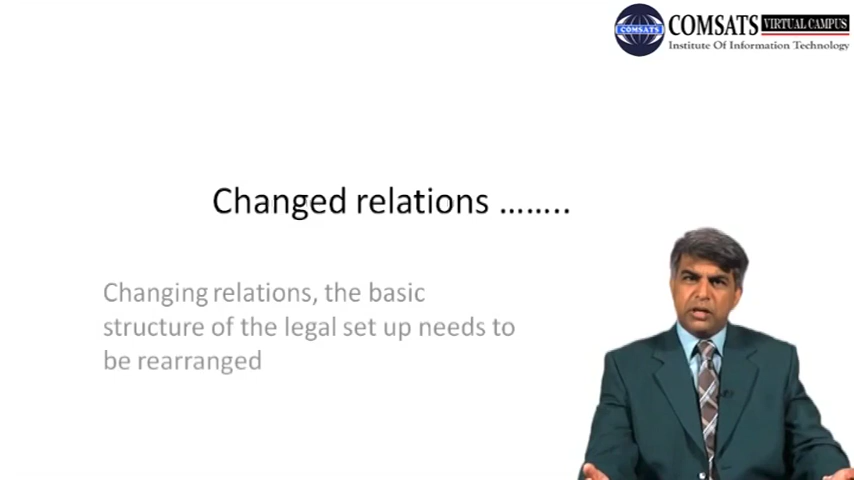 COMSATS VIRTUAL CAMPUS
Institute Of Information Technology
COMSATS
Changed relations ……..
Changing relations, the basic
structure of the legal set up needs to
be rearranged